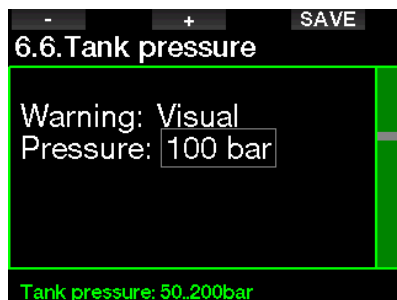 - + SAVE
6.6.Tank pressure
Warning: Visual
Pressure: 100 bar
Tank pressure: 50..200bar